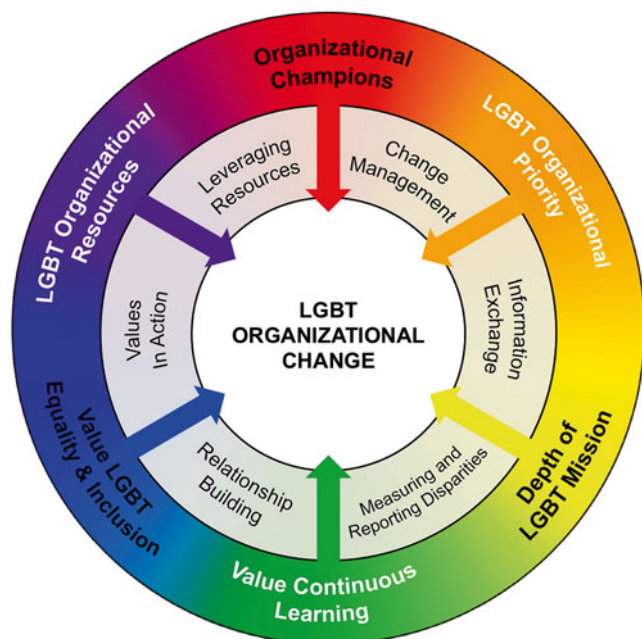 Organizational
Champions
LGBT Organizational
Priority
Depth of
LGBT Mission
Value Continuous
Learning
Value LGBT
Equality & Inclusion
LGBT Organizational
Resources
Change
Management
Information
Exchange
Measuring and
Reporting Disparities
Relationship
Building
Values
In Action
Leveraging
Resources
LGBT
ORGANIZATIONAL
CHANGE